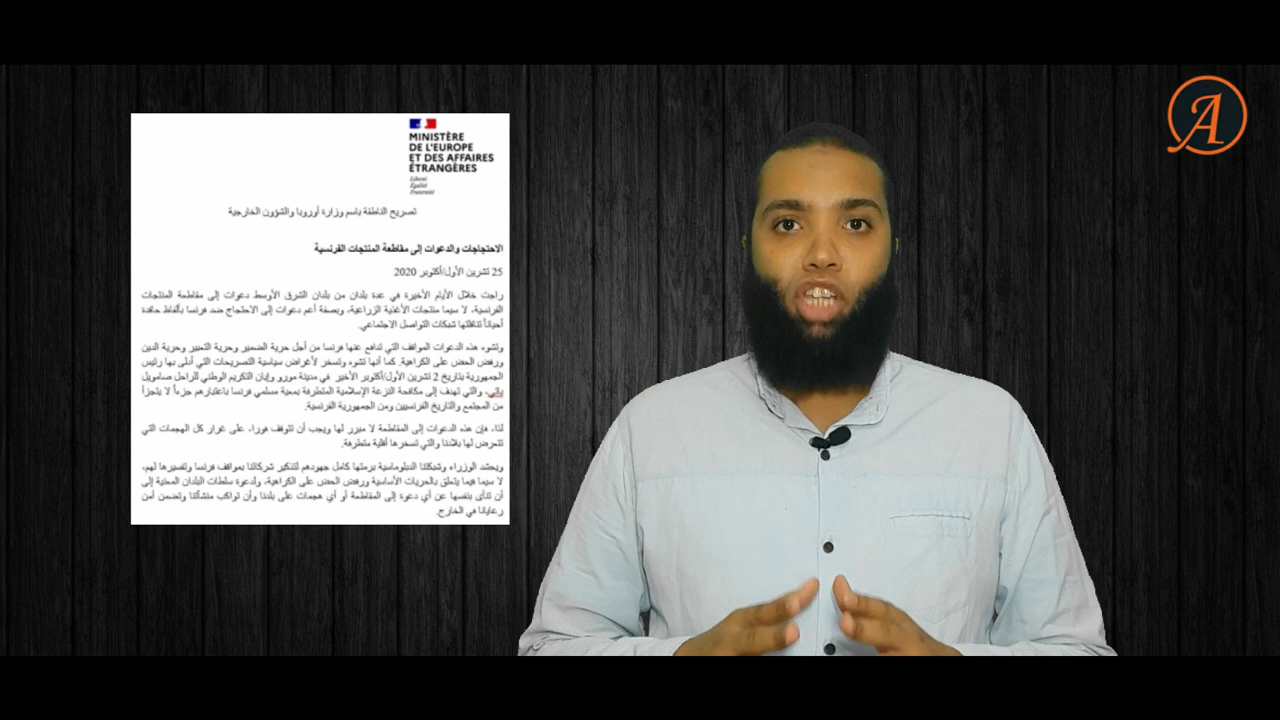 MINISTÈRE
DE L'EUROPE
ET DES AFFAIRES
ÉTRANGÈRES
Liberté
Égalité
Fraternité
تصريح الناطقة باسم وزارة أوروبا والشؤون الخارجية
الاحتجاجات والدعوات إلى مقاطعة المنتجات الفرنسية
25 تشرين الأول/أكتوبر 2020
راجت خلال الأيام الأخيرة في عدة بلدان من بلدان الشرق الأوسط دعوات إلى مقاطعة المنتجات
الفرنسية، لا سيما منتجات الأغذية الزراعية، وبصفة أعم دعوات إلى الاحتجاج ضد فرنسا بألفاظ حاقدة
أحياناً تناقلتها شبكات التواصل الاجتماعي.
وتشوه هذه الدعوات المواقف التي تدافع عنها فرنسا من أجل حرية الضمير وحرية التعبير وحرية الدين
ورفض الحض على الكراهية. كما أنها تشوه وتسخر لأغراض سياسية التصريحات التي أدلى بها رئيس
الجمهورية بتاريخ 2 تشرين الأول/أكتوبر الأخير في مدينة مورو وإبان التكريم الوطني للراحل صامويل
باتي، والتي تهدف إلى مكافحة النزعة الإسلامية المتطرفة بمعية مسلمي فرنسا باعتبارهم جزءاً لا يتجزأ
من المجتمع والتاريخ الفرنسيين ومن الجمهورية الفرنسية.
لذا، فإن هذه الدعوات إلى المقاطعة لا مبرر لها ويجب أن تتوقف فورا، على غرار كل الهجمات التي
تتعرض لها بلادنا والتي تسخرها أقلية متطرفة.
ويحشد الوزراء وشبكتنا الدبلوماسية برمتها كامل جهودهم لتذكير شركائنا بمواقف فرنسا وتفسيرها لهم،
لا سيما فيما يتعلق بالحريات الأساسية ورفض الحض على الكراهية، ولدعوة سلطات البلدان المعنية إلى
أن تنأى بنفسها عن أي دعوة إلى المقاطعة أو أي هجمات على بلدنا وأن تواكب منشآتنا وتضمن أمن
رعايانا في الخارج.
A